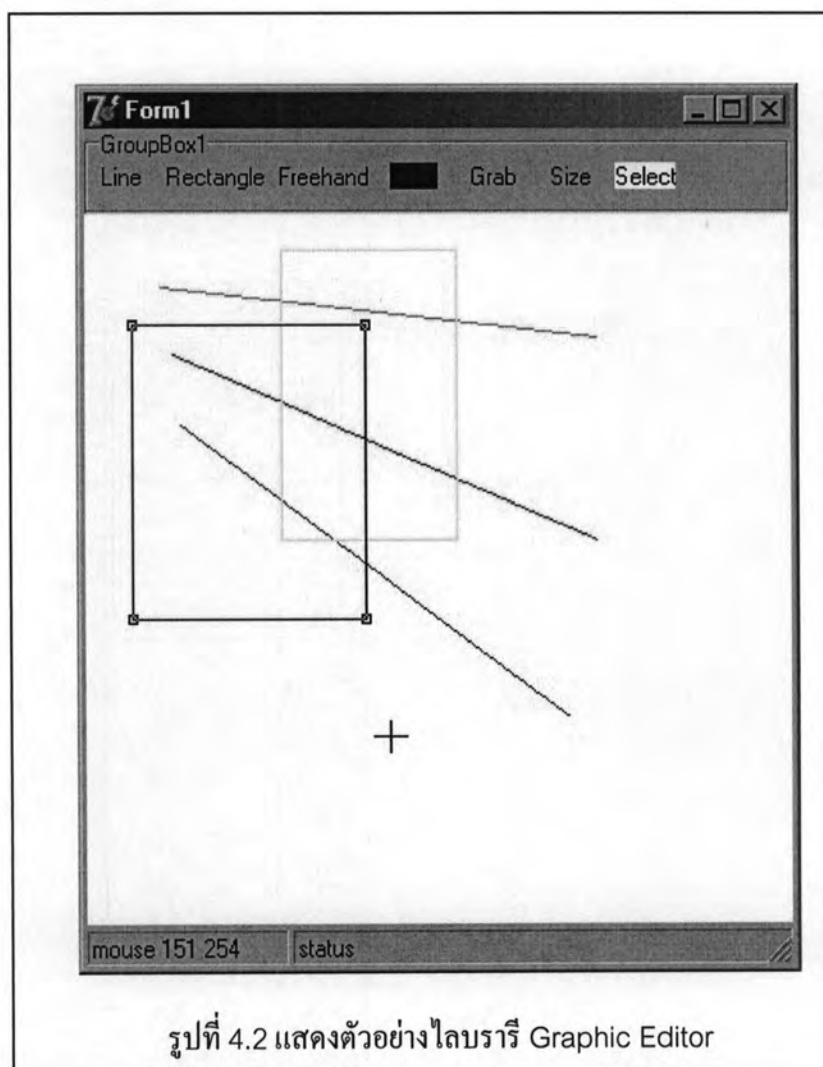 Form1
GroupBox1
Line Rectangle Freehand Grab Size Select
mouse 151 254 status
รูปที่ 4.2 แสดงตัวอย่างไลบรารี Graphic Editor